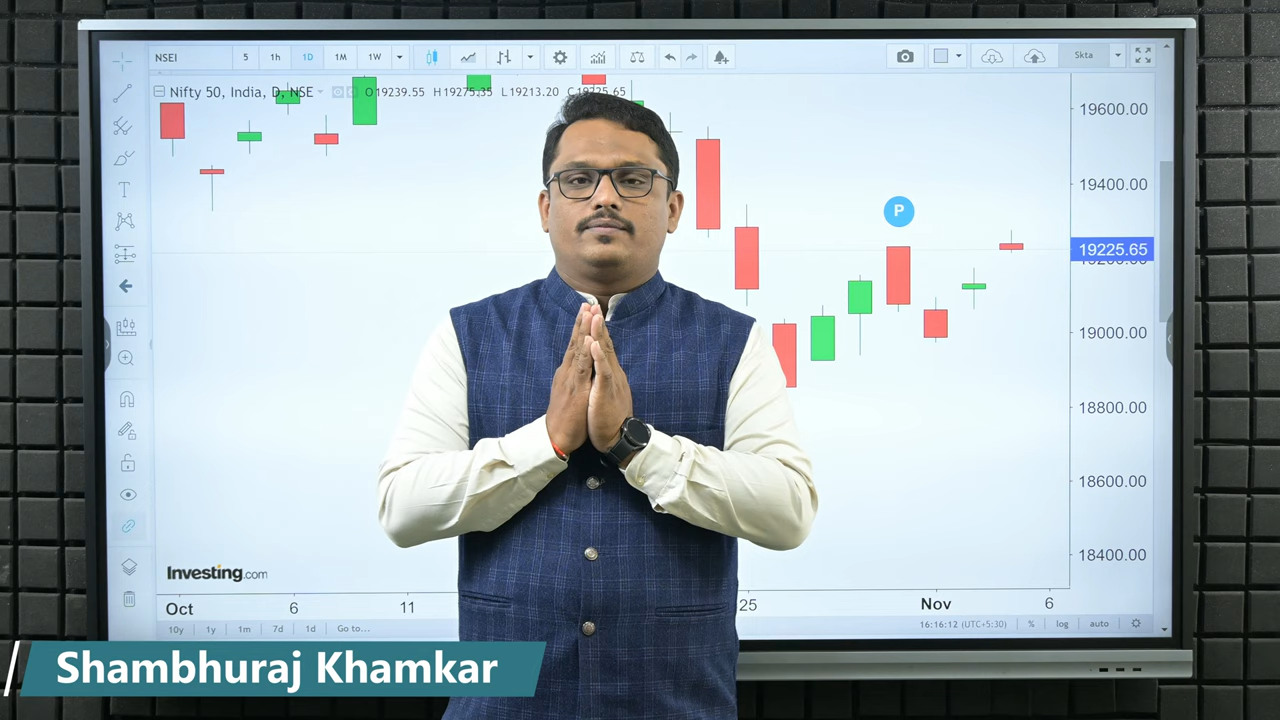 NSEI 5 1h 1D 1M 1W Skta
Nifty 50, India, D, NSE O19239.55 H19275.35 L19213.20 C19225.65
P
19600.00
19400.00
19225.65
19000.00
18800.00
18600.00
18400.00
T
Investing.com
Oct 6 11 25 Nov 6
10y 1y 1m 7d 1d Go to... 16:16:12 (UTC+5:30) % log auto
Shambhuraj Khamkar